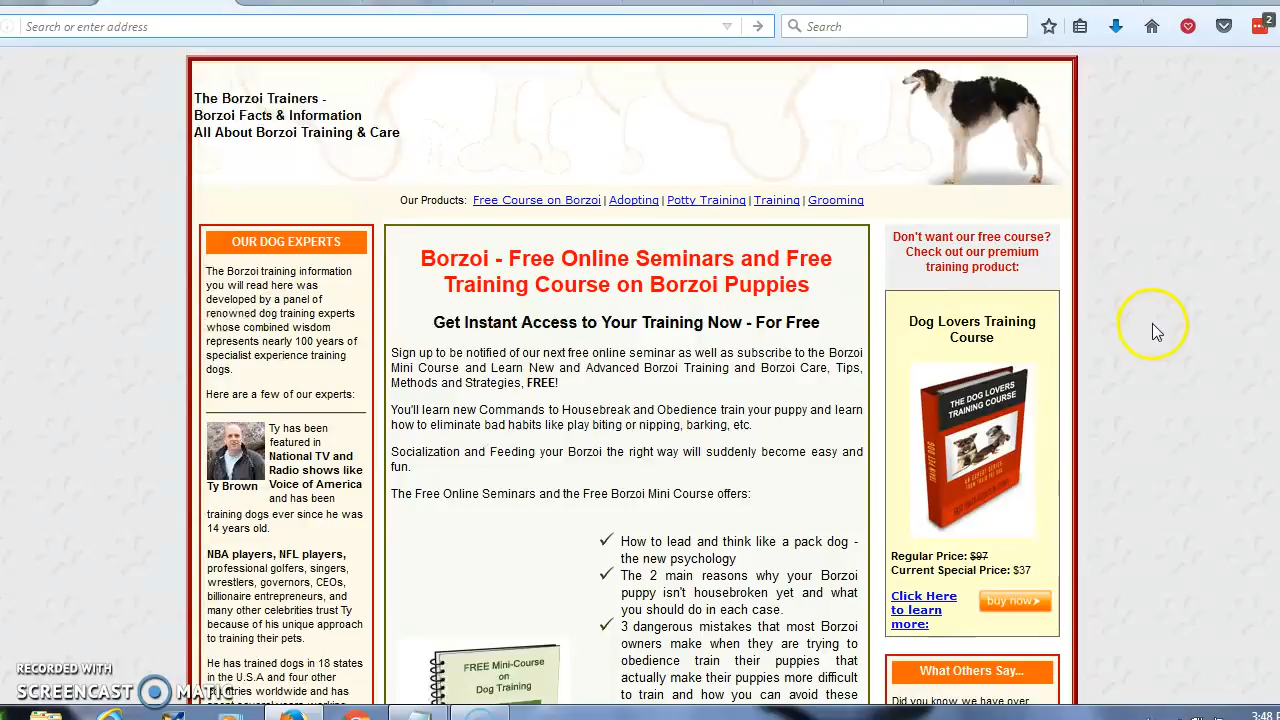 Search or enter address
Search
2
The Borzoi Trainers -
Borzoi Facts & Information
All About Borzoi Training & Care
Our Products: Free Course on Borzoi | Adopting | Potty Training | Training | Grooming
OUR DOG EXPERTS
The Borzoi training information
you will read here was
developed by a panel of
renowned dog training experts
whose combined wisdom
represents nearly 100 years of
specialist experience training
dogs.
Here are a few of our experts:
Ty has been
featured in
National TV and
Radio shows like
Voice of America
and has been
Ty Brown
training dogs ever since he was
14 years old.
NBA players, NFL players,
professional golfers, singers,
wrestlers, governors, CEOs,
billionaire entrepreneurs, and
many other celebrities trust Ty
because of his unique approach
to training their pets.
He has trained dogs in 18 states
in the U.S.A and four other
countries worldwide and has
Borzoi - Free Online Seminars and Free
Training Course on Borzoi Puppies
Get Instant Access to Your Training Now - For Free
Sign up to be notified of our next free online seminar as well as subscribe to the Borzoi
Mini Course and Learn New and Advanced Borzoi Training and Borzoi Care, Tips,
Methods and Strategies, FREE!
You'll learn new Commands to Housebreak and Obedience train your puppy and learn
how to eliminate bad habits like play biting or nipping, barking, etc.
Socialization and Feeding your Borzoi the right way will suddenly become easy and
fun.
The Free Online Seminars and the Free Borzoi Mini Course offers:
How to lead and think like a pack dog -
the new psychology
The 2 main reasons why your Borzoi
puppy isn't housebroken yet and what
you should do in each case.
3 dangerous mistakes that most Borzoi
owners make when they are trying to
obedience train their puppies that
actually make their puppies more difficult
to train and how you can avoid these
FREE Mini-Course
on
Dog Training
Don't want our free course?
Check out our premium
training product:
Dog Lovers Training
Course
THE DOG LOVERS
TRAINING COURSE
Regular Price: $97
Current Special Price: $37
Click Here
to learn
more:
buy now
What Others Say...
Did you know we have over
RECORDED WITH
SCREENCAST MATIC
3:48